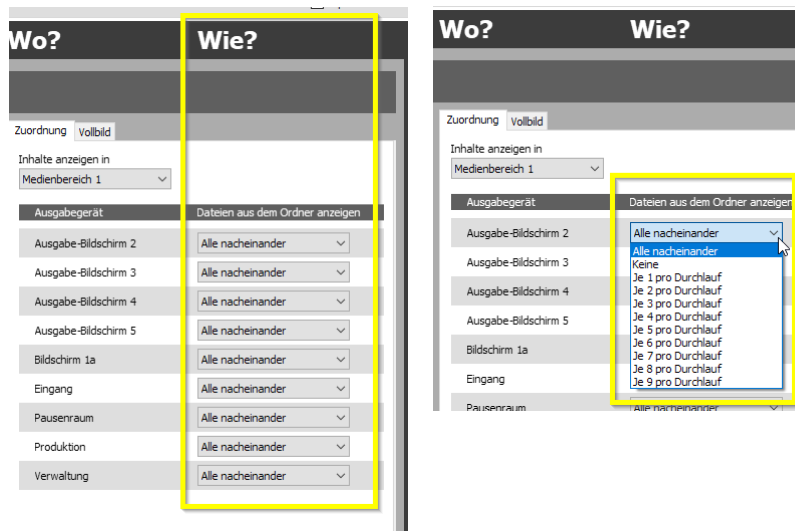 Wo? Wie?
Zuordnung Vollbild
Inhalte anzeigen in
Medienbereich 1
Ausgabegerät Dateien aus dem Ordner anzeigen
Ausgabe-Bildschirm 2 Alle nacheinander
Ausgabe-Bildschirm 3 Alle nacheinander
Ausgabe-Bildschirm 4 Alle nacheinander
Ausgabe-Bildschirm 5 Alle nacheinander
Bildschirm 1a Alle nacheinander
Eingang Alle nacheinander
Pausenraum Alle nacheinander
Produktion Alle nacheinander
Verwaltung Alle nacheinander
Wo? Wie?
Zuordnung Vollbild
Inhalte anzeigen in
Medienbereich 1
Ausgabegerät Dateien aus dem Ordner anzeigen
Ausgabe-Bildschirm 2 Alle nacheinander
Alle nacheinander
Keine
Ausgabe-Bildschirm 3
Je 1 pro Durchlauf
Je 2 pro Durchlauf
Ausgabe-Bildschirm 4
Je 3 pro Durchlauf
Je 4 pro Durchlauf
Ausgabe-Bildschirm 5
Je 5 pro Durchlauf
Je 6 pro Durchlauf
Bildschirm 1a
Je 7 pro Durchlauf
Je 8 pro Durchlauf
Eingang
Je 9 pro Durchlauf
Pausenraum Alle nacheinander